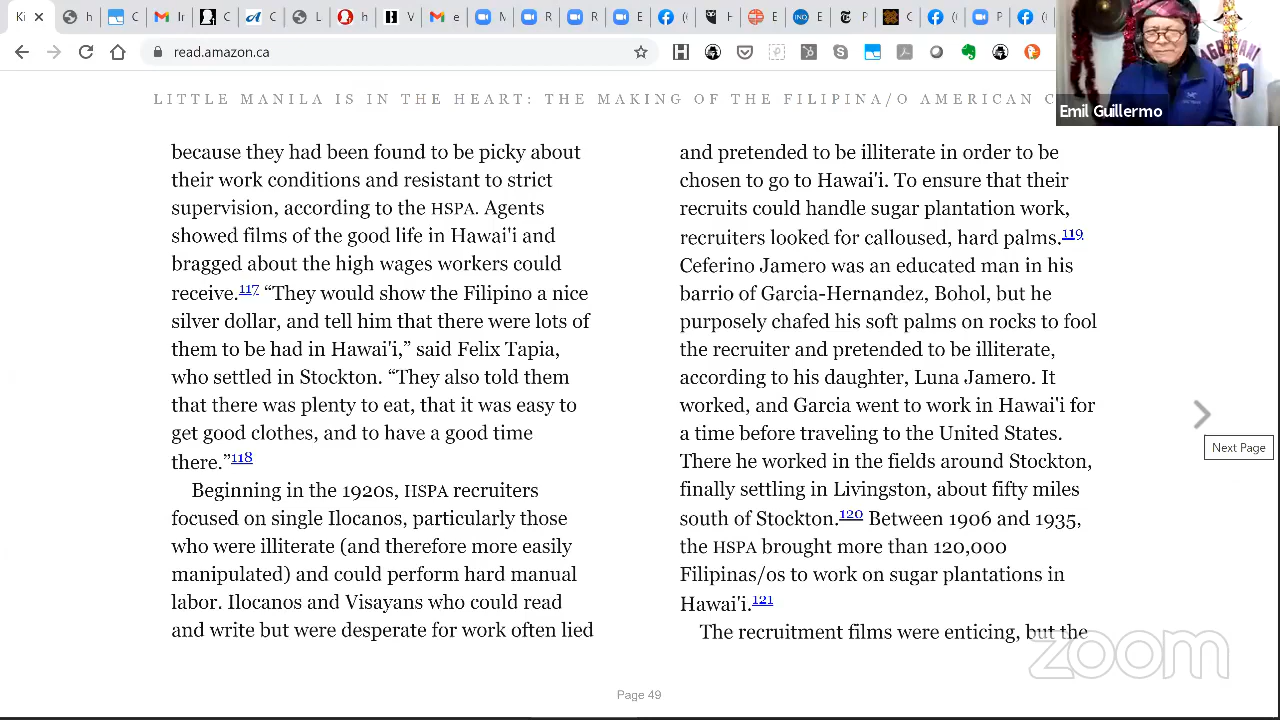 Ki
C
In
C
C
L
h
V
e
M
R
R
E
(
H
E
INQ
E
P
C
(
P
(
read.amazon.ca
LITTLE MANILA IS IN THE HEART: THE MAKING OF THE FILIPINA/O AMERICAN C
because they had been found to be picky about
their work conditions and resistant to strict
supervision, according to the HSPA. Agents
showed films of the good life in Hawai'i and
bragged about the high wages workers could
receive.117 “They would show the Filipino a nice
silver dollar, and tell him that there were lots of
them to be had in Hawai'i,” said Felix Tapia,
who settled in Stockton. “They also told them
that there was plenty to eat, that it was easy to
get good clothes, and to have a good time
there.”118
Beginning in the 1920s, HSPA recruiters
focused on single Ilocanos, particularly those
who were illiterate (and therefore more easily
manipulated) and could perform hard manual
labor. Ilocanos and Visayans who could read
and write but were desperate for work often lied
and pretended to be illiterate in order to be
chosen to go to Hawai'i. To ensure that their
recruits could handle sugar plantation work,
recruiters looked for calloused, hard palms.119
Ceferino Jamero was an educated man in his
barrio of Garcia-Hernandez, Bohol, but he
purposely chafed his soft palms on rocks to fool
the recruiter and pretended to be illiterate,
according to his daughter, Luna Jamero. It
worked, and Garcia went to work in Hawai'i for
a time before traveling to the United States.
There he worked in the fields around Stockton,
finally settling in Livingston, about fifty miles
south of Stockton.120 Between 1906 and 1935,
the HSPA brought more than 120,000
Filipinas/os to work on sugar plantations in
Hawai'i.121
The recruitment films were enticing, but the
Page 49
Next Page
Emil Guillermo
zoom